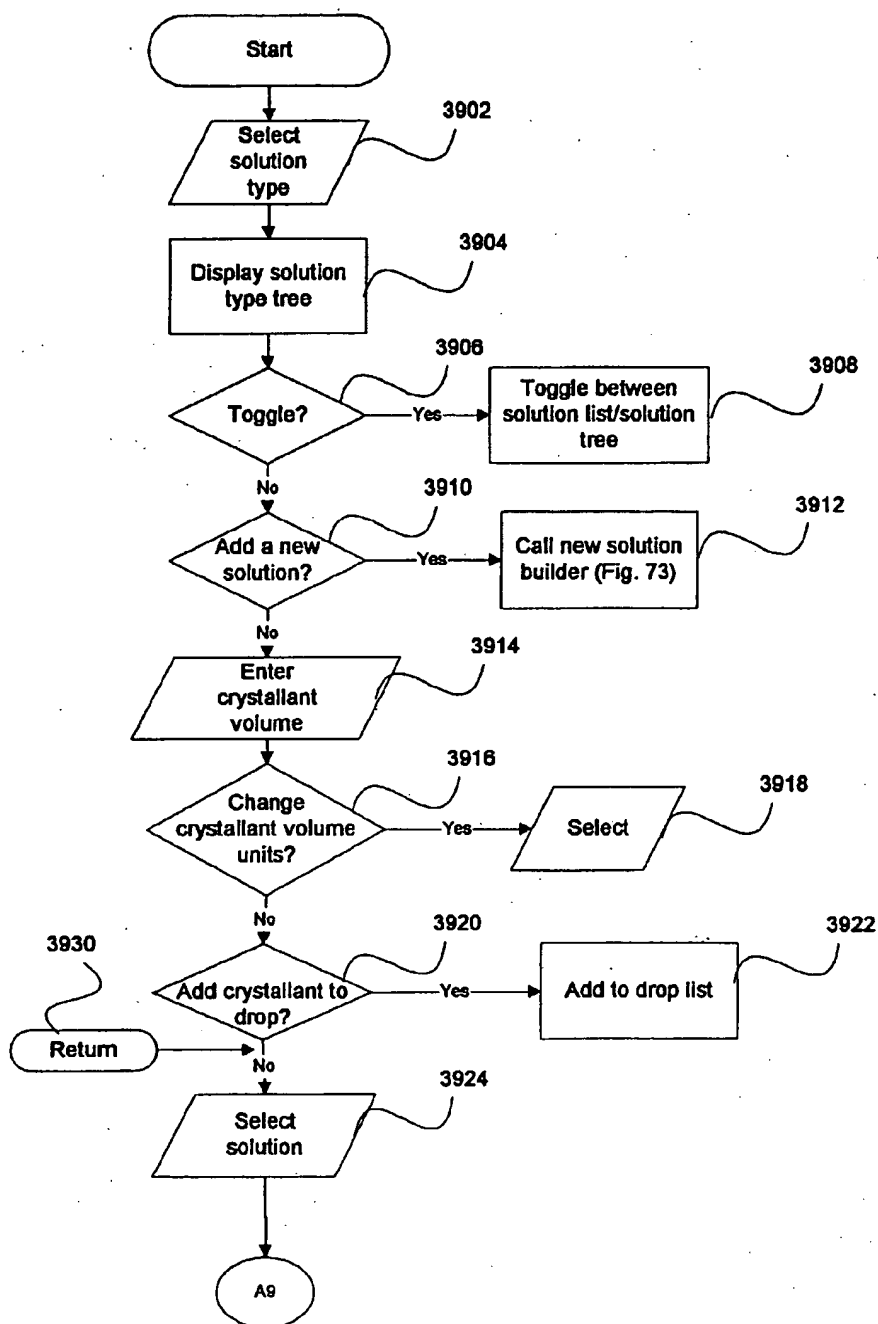 Start
3902
Select
solution
type
3904
Display solution
type tree
3906
Toggle?
Yes
Toggle between
solution list/solution
tree
3908
No
3910
Add a new
solution?
Yes
Call new solution
builder (Fig. 73)
3912
No
3914
Enter
crystallant
volume
3916
Change
crystallant volume
units?
Yes
Select
3918
No
3920
Add crystallant to
drop?
Yes
Add to drop list
3922
3930
Return
No
3924
Select
solution
A9